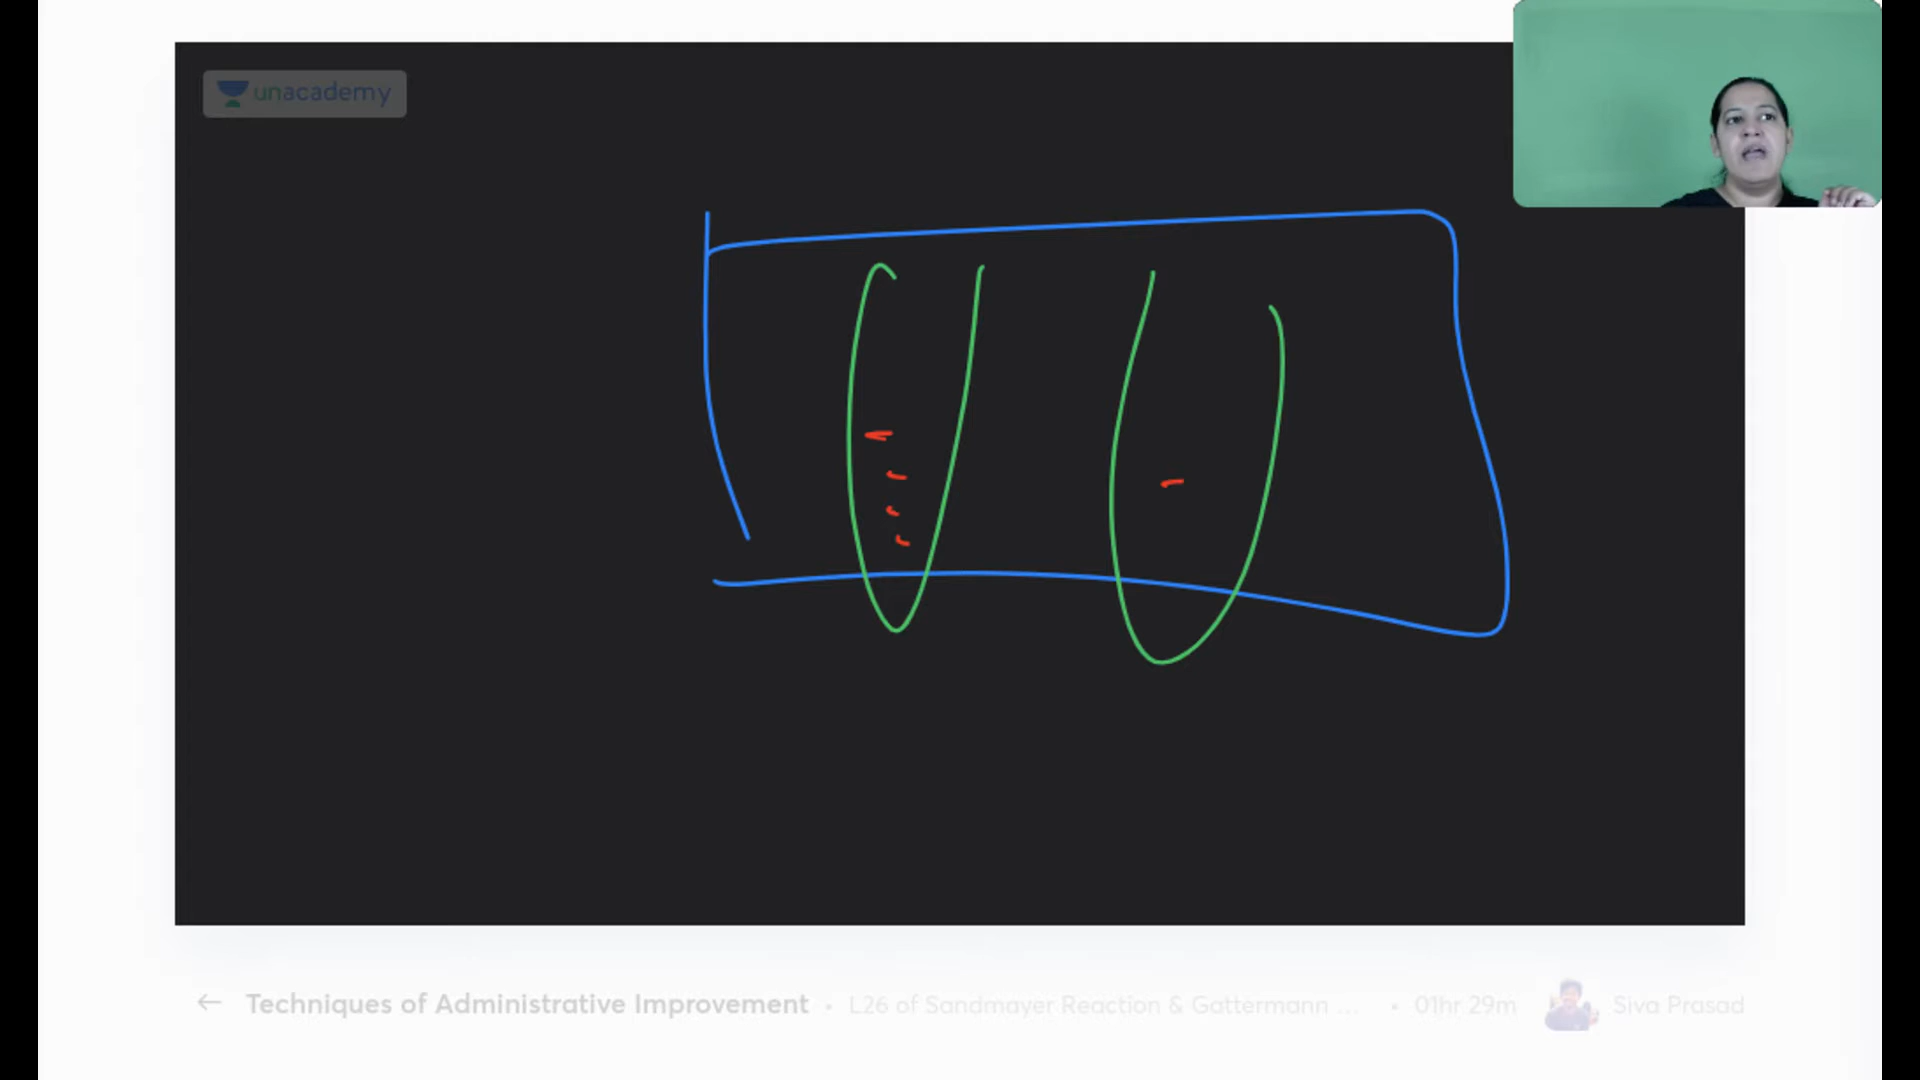 unacademy
Techniques of Administrative Improvement • L26 of Sandmayer Reaction & Gattermann ... • 01hr 29m Siva Prasad